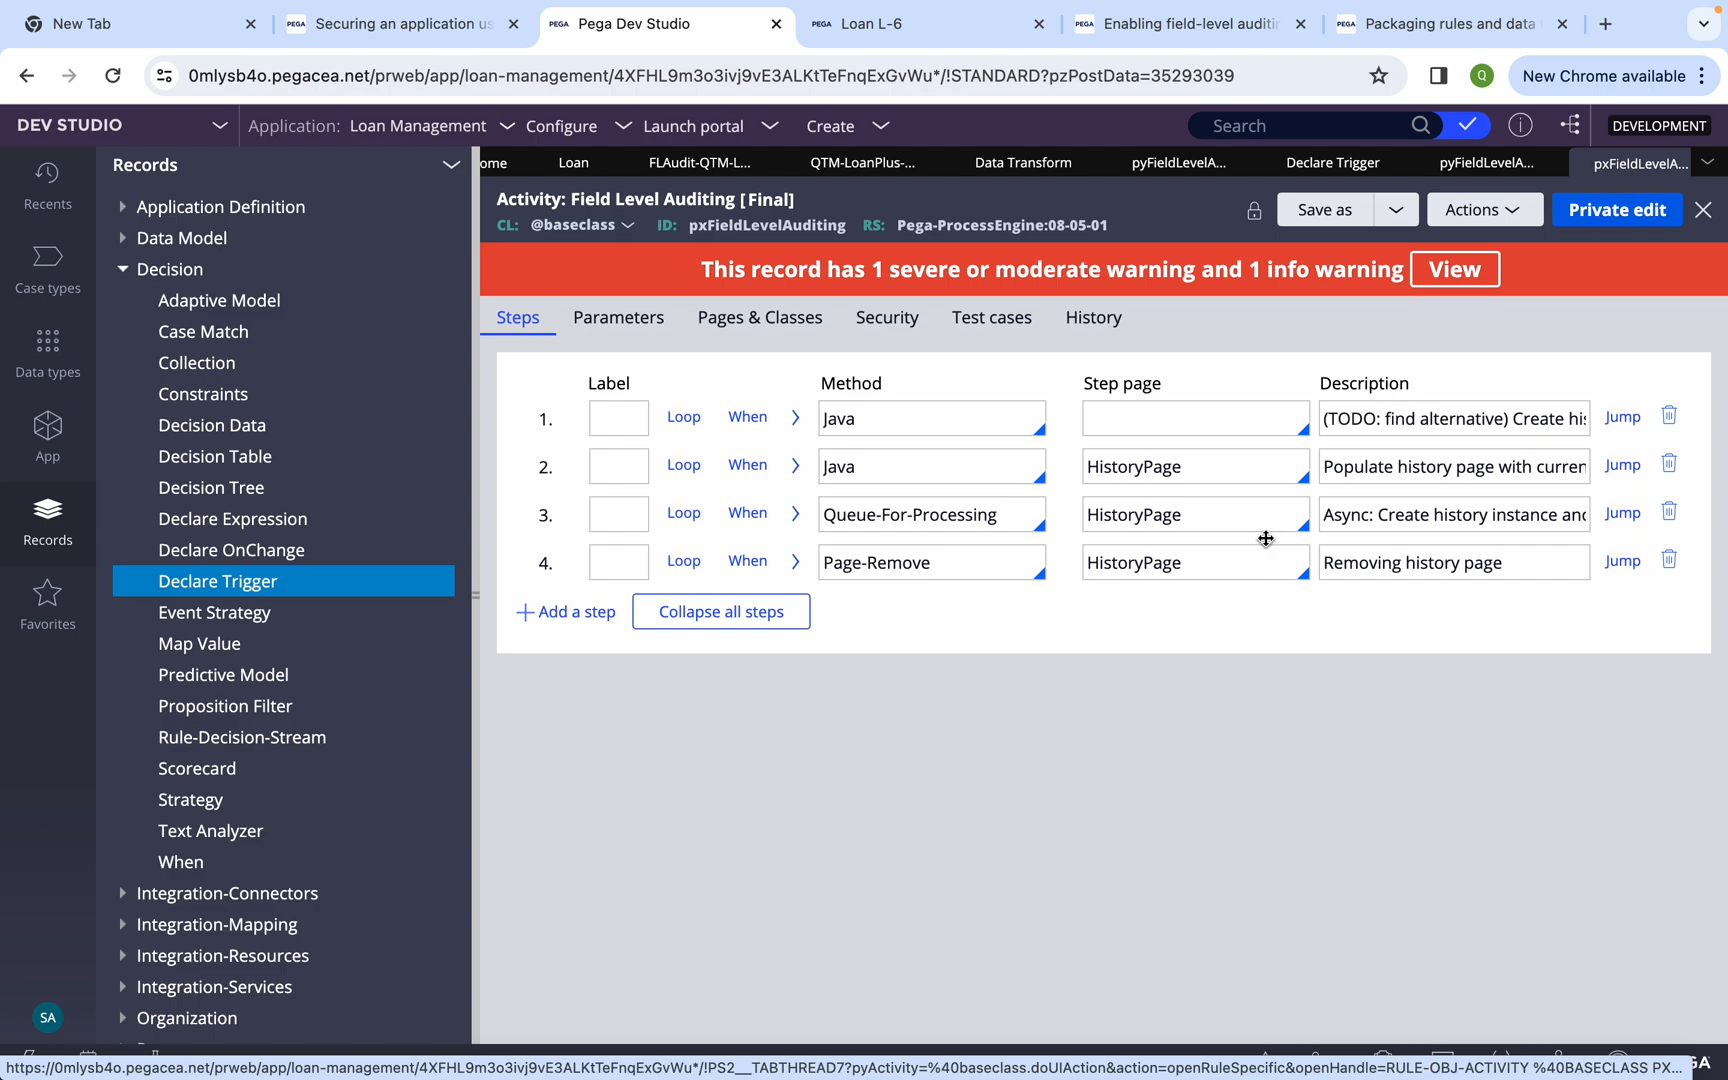 New Tab
PEGA Securing an application us
PEGA Pega Dev Studio
PEGA Loan L-6
PEGA Enabling field-level auditin
PEGA Packaging rules and data
0mlysb4o.pegacea.net/prweb/app/loan-management/4XFHL9m3o3ivj9vE3ALKtTeFnqExGvWu*/!STANDARD?pzPostData=35293039
Q
New Chrome available
DEV STUDIO
Application: Loan Management
Configure
Launch portal
Create
Search
DEVELOPMENT
Recents
Case types
Data types
App
Records
Favorites
SA
Records
Application Definition
Data Model
Decision
Adaptive Model
Case Match
Collection
Constraints
Decision Data
Decision Table
Decision Tree
Declare Expression
Declare OnChange
Declare Trigger
Event Strategy
Map Value
Predictive Model
Proposition Filter
Rule-Decision-Stream
Scorecard
Strategy
Text Analyzer
When
Integration-Connectors
Integration-Mapping
Integration-Resources
Integration-Services
Organization
ome
Loan
FLAudit-QTM-L...
QTM-LoanPlus-...
Data Transform
pyFieldLevelA...
Declare Trigger
pyFieldLevelA...
pxFieldLevelA...
Activity: Field Level Auditing [Final]
CL: @baseclass ID: pxFieldLevelAuditing RS: Pega-ProcessEngine:08-05-01
Save as
Actions
Private edit
This record has 1 severe or moderate warning and 1 info warning View
Steps Parameters Pages & Classes Security Test cases History
Label Method Step page Description
1. Loop When Java (TODO: find alternative) Create his Jump
2. Loop When Java HistoryPage Populate history page with curren Jump
3. Loop When Queue-For-Processing HistoryPage Async: Create history instance and Jump
4. Loop When Page-Remove HistoryPage Removing history page Jump
Add a step
Collapse all steps
https://0mlysb4o.pegacea.net/prweb/app/loan-management/4XFHL9m3o3ivj9vE3ALKtTeFnqExGvWu*/!PS2__TABTHREAD7?pyActivity=%40baseclass.doUIAction&action=openRuleSpecific&openHandle=RULE-OBJ-ACTIVITY %40BASECLASS PX...
GA